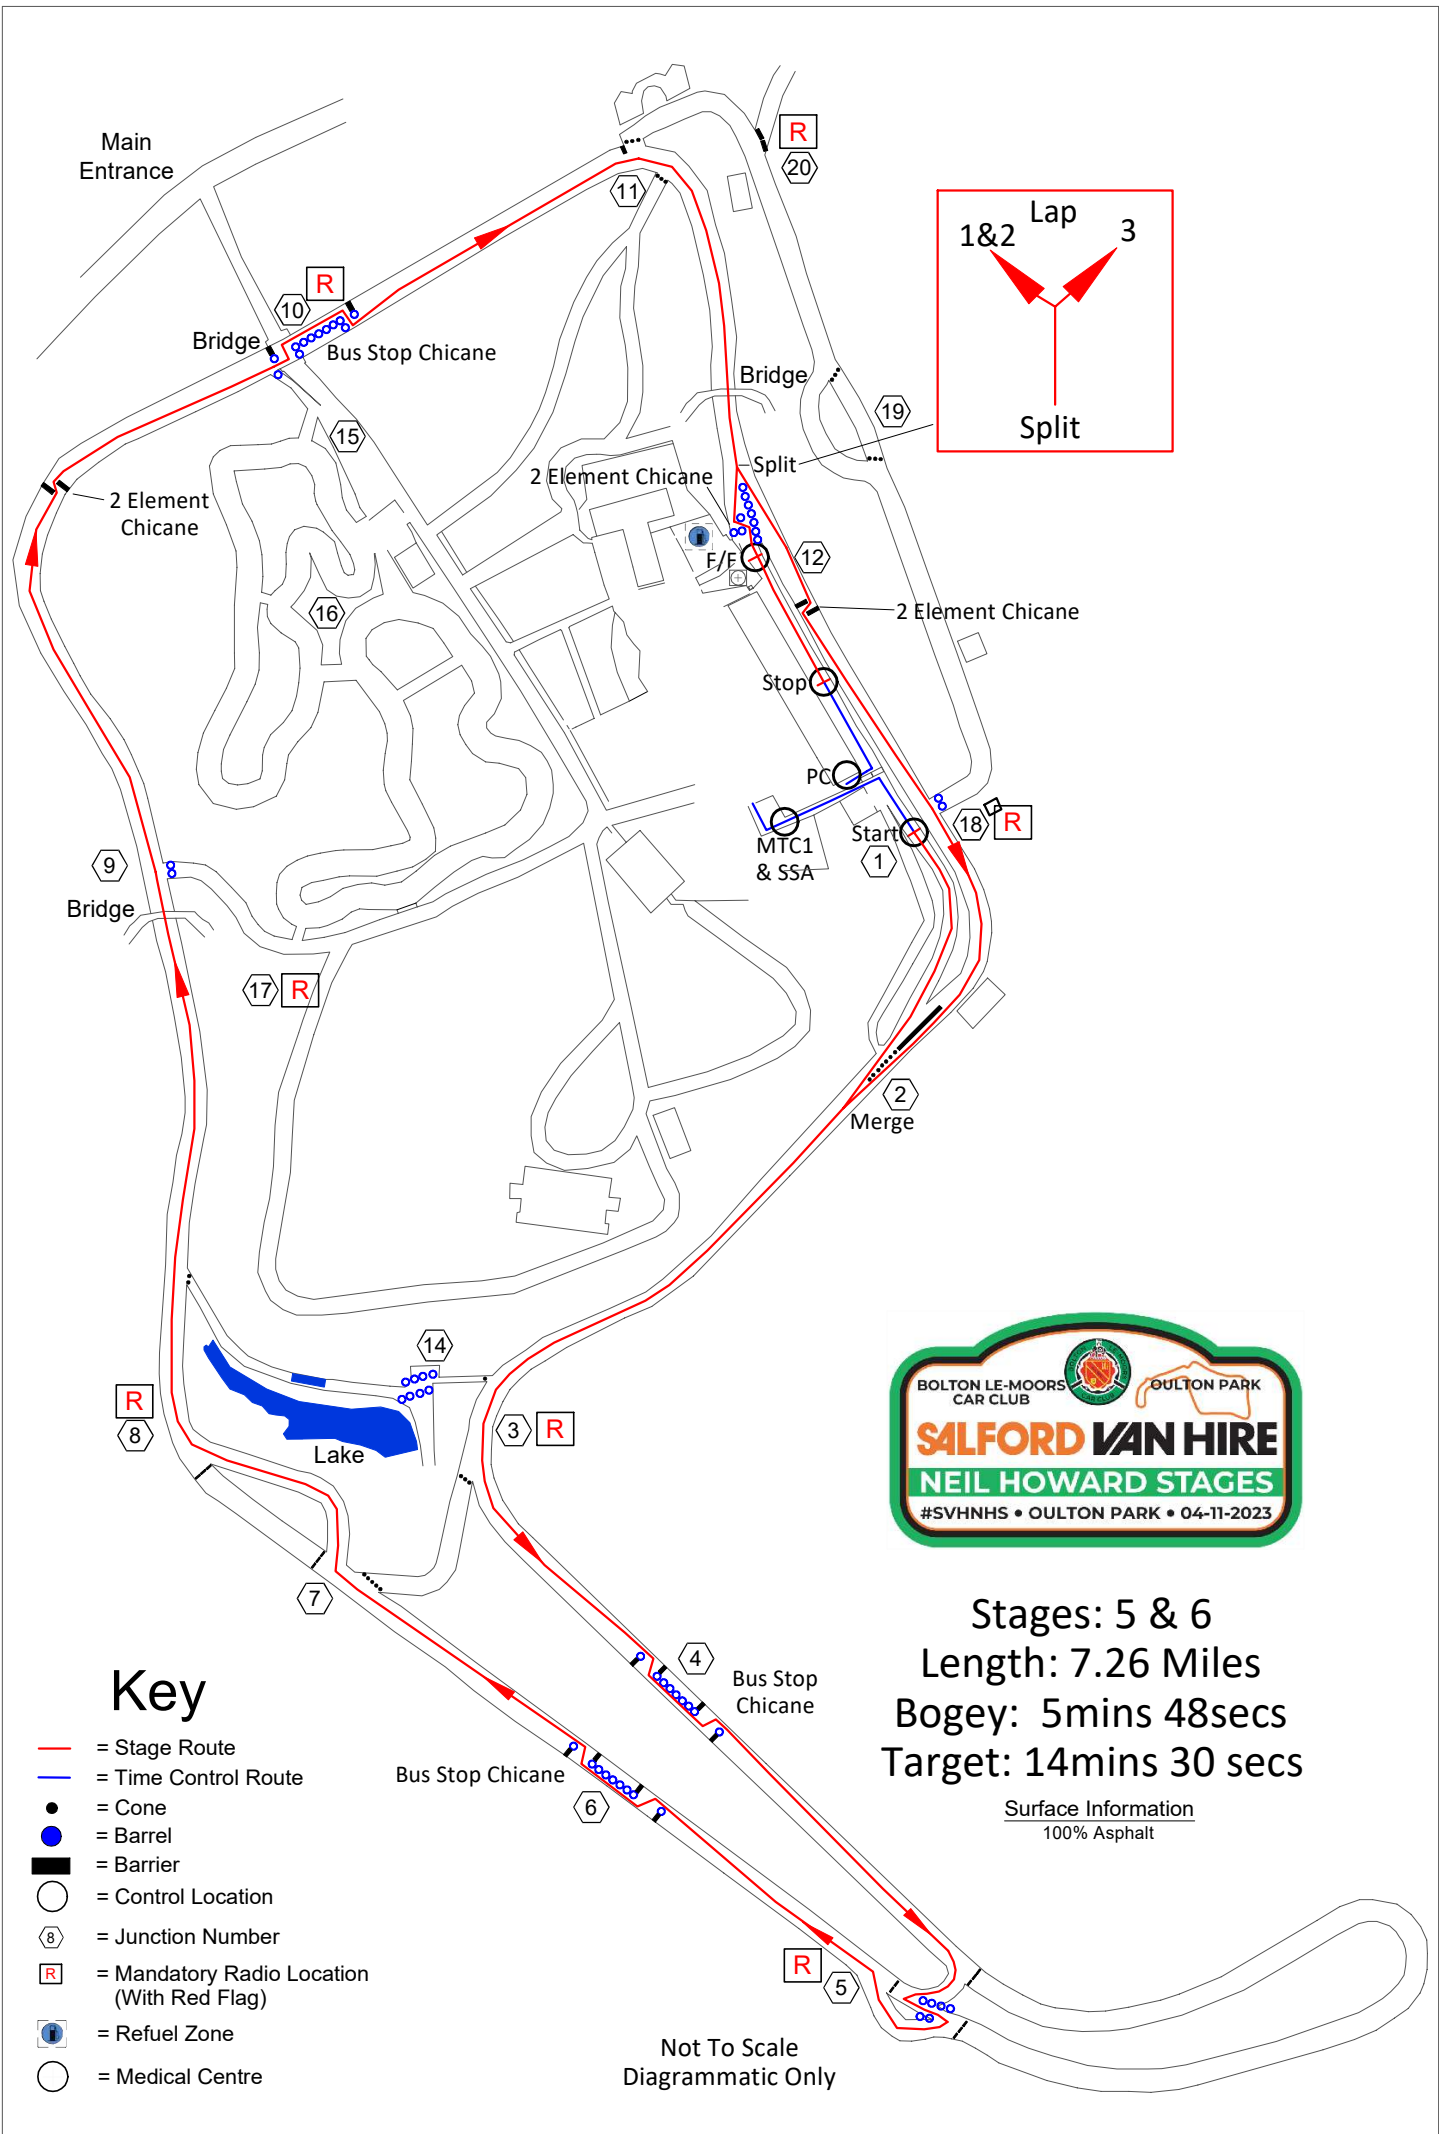 Main
Entrance
R
20
11
Lap
1&2
3
Split
R
10
Bridge
Bus Stop Chicane
Bridge
19
15
Split
2 Element Chicane
2 Element
Chicane
F/F
12
16
2 Element Chicane
Stop
PC
Start
18
R
MTC1
& SSA
1
9
Bridge
17
R
2
Merge
14
R
8
Lake
3
R
BOLTON LE-MOORS
CAR CLUB
BOLTON LE-MOORS
CAR CLUB
OULTON PARK
SALFORD VAN HIRE
NEIL HOWARD STAGES
#SVHNHS • OULTON PARK • 04-11-2023
7
4
Bus Stop
Chicane
Stages: 5 & 6
Length: 7.26 Miles
Bogey: 5mins 48secs
Target: 14mins 30 secs
Surface Information
100% Asphalt
Bus Stop Chicane
6
R
5
Key
= Stage Route
= Time Control Route
= Cone
= Barrel
= Barrier
= Control Location
8
= Junction Number
R
= Mandatory Radio Location
(With Red Flag)
= Refuel Zone
= Medical Centre
Not To Scale
Diagrammatic Only